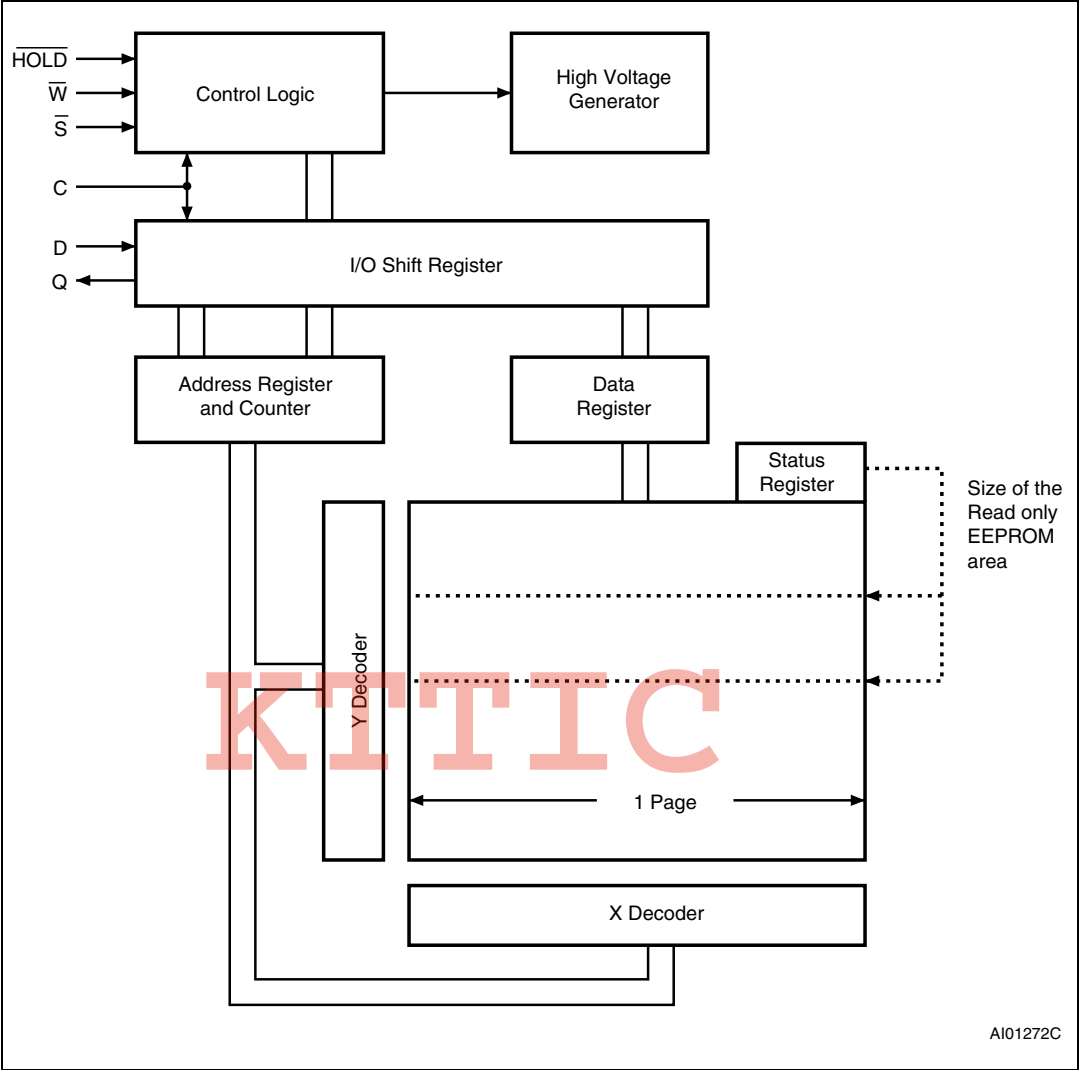 H̅O̅L̅D̅
W̅
S̅
C
D
Q
Control Logic
High Voltage
Generator
I/O Shift Register
Address Register
and Counter
Data
Register
Status
Register
Size of the
Read only
EEPROM
area
Y Decoder
KTTIC
1 Page
X Decoder
AI01272C